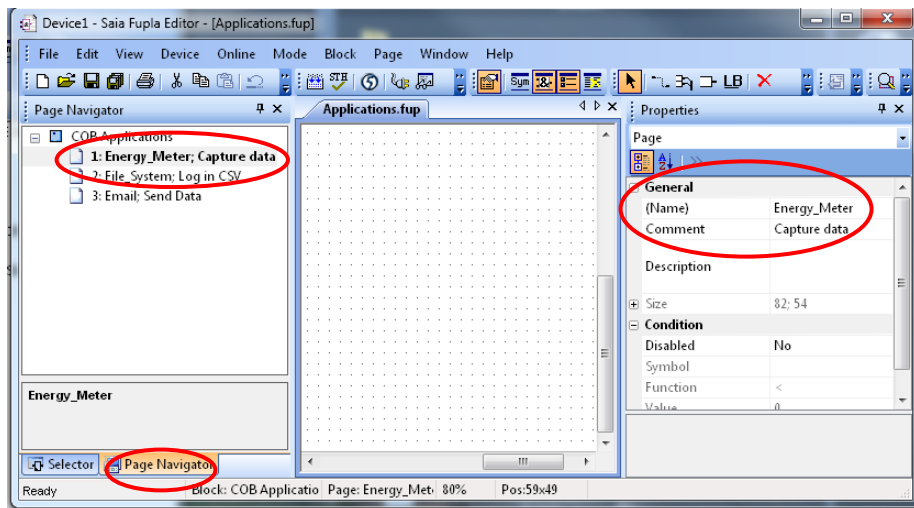 Device1 - Saia Fupla Editor - [Applications.fup]
File Edit View Device Online Mode Block Page Window Help
STH Sym LB
Page Navigator
Applications.fup
Properties
COB Applications
1: Energy_Meter; Capture data
2: File_System; Log in CSV
3: Email; Send Data
Page
General
(Name) Energy_Meter
Comment Capture data
Description
Size 82; 54
Condition
Disabled No
Symbol
Function <
Value 0
Energy_Meter
Selector Page Navigator
Ready Block: COB Applicatio Page: Energy_Met 80% Pos:59x49